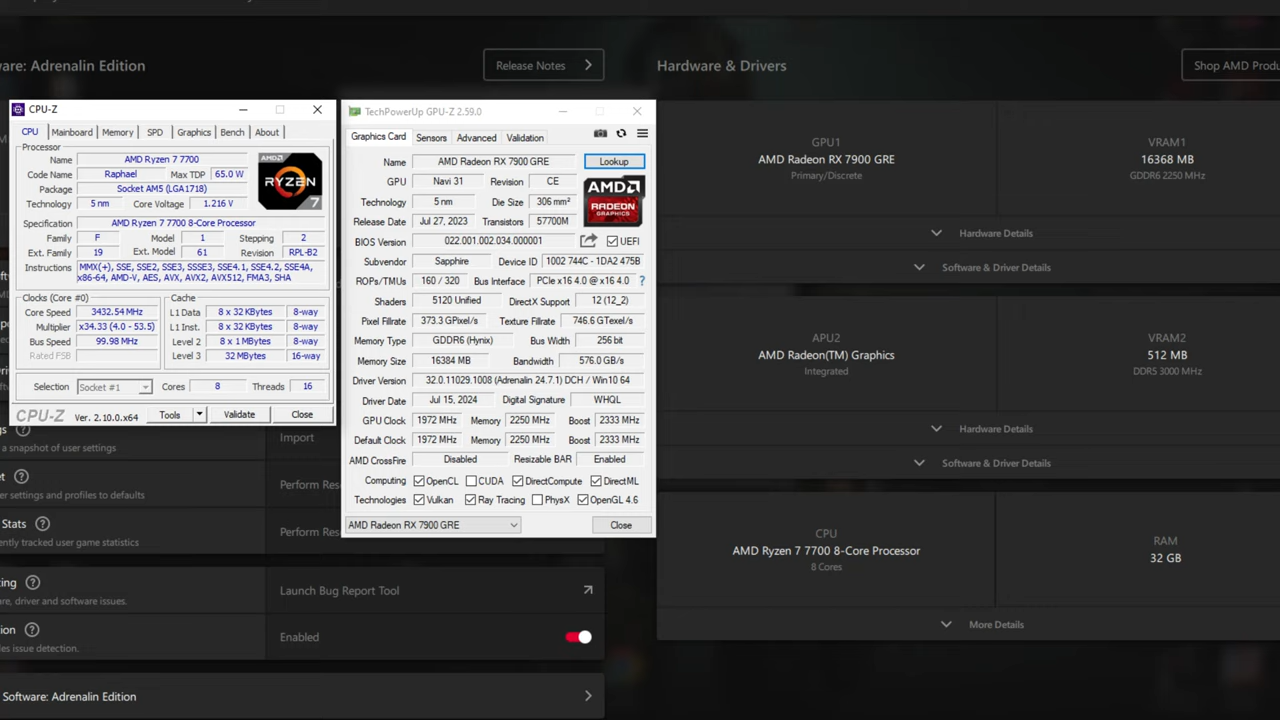 ware: Adrenalin Edition
Release Notes
Hardware & Drivers
Shop AMD Produ
CPU-Z
CPU Mainboard Memory SPD Graphics Bench About
Processor
Name AMD Ryzen 7 7700
Code Name Raphael Max TDP 65.0 W
Package Socket AM5 (LGA1718)
Technology 5 nm Core Voltage 1.216 V
AMD
RYZEN
7
Specification AMD Ryzen 7 7700 8-Core Processor
Family F Model 1 Stepping 2
Ext. Family 19 Ext. Model 61 Revision RPL-B2
Instructions MMX(+), SSE, SSE2, SSE3, SSSE3, SSE4.1, SSE4.2, SSE4A,
x86-64, AMD-V, AES, AVX, AVX2, AVX512, FMA3, SHA
Clocks (Core #0)
Core Speed 3432.54 MHz
Multiplier x34.33 (4.0 - 53.5)
Bus Speed 99.98 MHz
Rated FSB
Cache
L1 Data 8 x 32 KBytes 8-way
L1 Inst. 8 x 32 KBytes 8-way
Level 2 8 x 1 MBytes 8-way
Level 3 32 MBytes 16-way
Selection Socket #1 Cores 8 Threads 16
CPU-Z Ver. 2.10.0.x64 Tools Validate Close
TechPowerUp GPU-Z 2.59.0
Graphics Card Sensors Advanced Validation
Name AMD Radeon RX 7900 GRE Lookup
GPU Navi 31 Revision CE
Technology 5 nm Die Size 306 mm²
Release Date Jul 27, 2023 Transistors 57700M
AMD
RADEON
GRAPHICS
BIOS Version 022.001.002.034.000001 UEFI
Subvendor Sapphire Device ID 1002 744C - 1DA2 475B
ROPs/TMUs 160 / 320 Bus Interface PCIe x16 4.0 @ x16 4.0 ?
Shaders 5120 Unified DirectX Support 12 (12_2)
Pixel Fillrate 373.3 GPixel/s Texture Fillrate 746.6 GTexel/s
Memory Type GDDR6 (Hynix) Bus Width 256 bit
Memory Size 16384 MB Bandwidth 576.0 GB/s
Driver Version 32.0.11029.1008 (Adrenalin 24.7.1) DCH / Win10 64
Driver Date Jul 15, 2024 Digital Signature WHQL
GPU Clock 1972 MHz Memory 2250 MHz Boost 2333 MHz
Default Clock 1972 MHz Memory 2250 MHz Boost 2333 MHz
AMD CrossFire Disabled Resizable BAR Enabled
Computing OpenCL CUDA DirectCompute DirectML
Technologies Vulkan Ray Tracing PhysX OpenGL 4.6
AMD Radeon RX 7900 GRE Close
GPU1
AMD Radeon RX 7900 GRE
Primary/Discrete
VRAM1
16368 MB
GDDR6 2250 MHz
Hardware Details
Software & Driver Details
APU2
AMD Radeon(TM) Graphics
Integrated
VRAM2
512 MB
DDR5 3000 MHz
Hardware Details
Software & Driver Details
CPU
AMD Ryzen 7 7700 8-Core Processor
8 Cores
RAM
32 GB
More Details
gs
Import
a snapshot of user settings
et
Perform Res
er settings and profiles to defaults
Stats
Perform Res
ently tracked user game statistics
ting
Launch Bug Report Tool
are, driver and software issues.
ion
Enabled
les issue detection.
Software: Adrenalin Edition